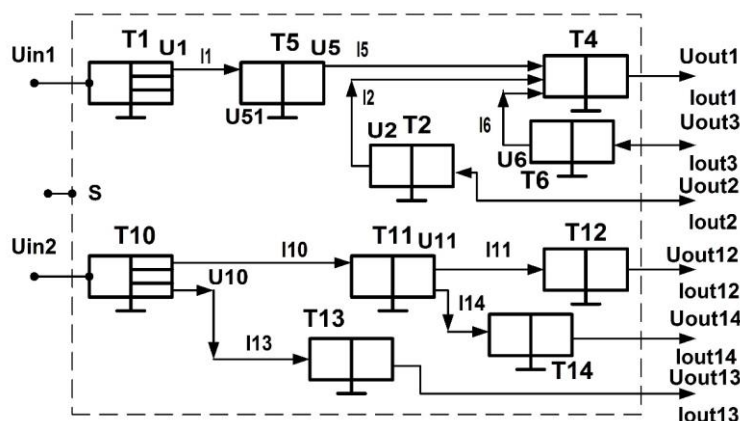 T1 U1 I1 T5 U5 I5 T4 Uout1
Uin1
U51 I2 Iout1
U2 T2 I6 U6 T6 Uout3
Iout3
S Uout2
Iout2
Uin2 T10 I10 T11 U11 I11 T12 Uout12
U10 I14 Iout12
T13 Uout14
I13 T14 Iout14
Uout13
Iout13